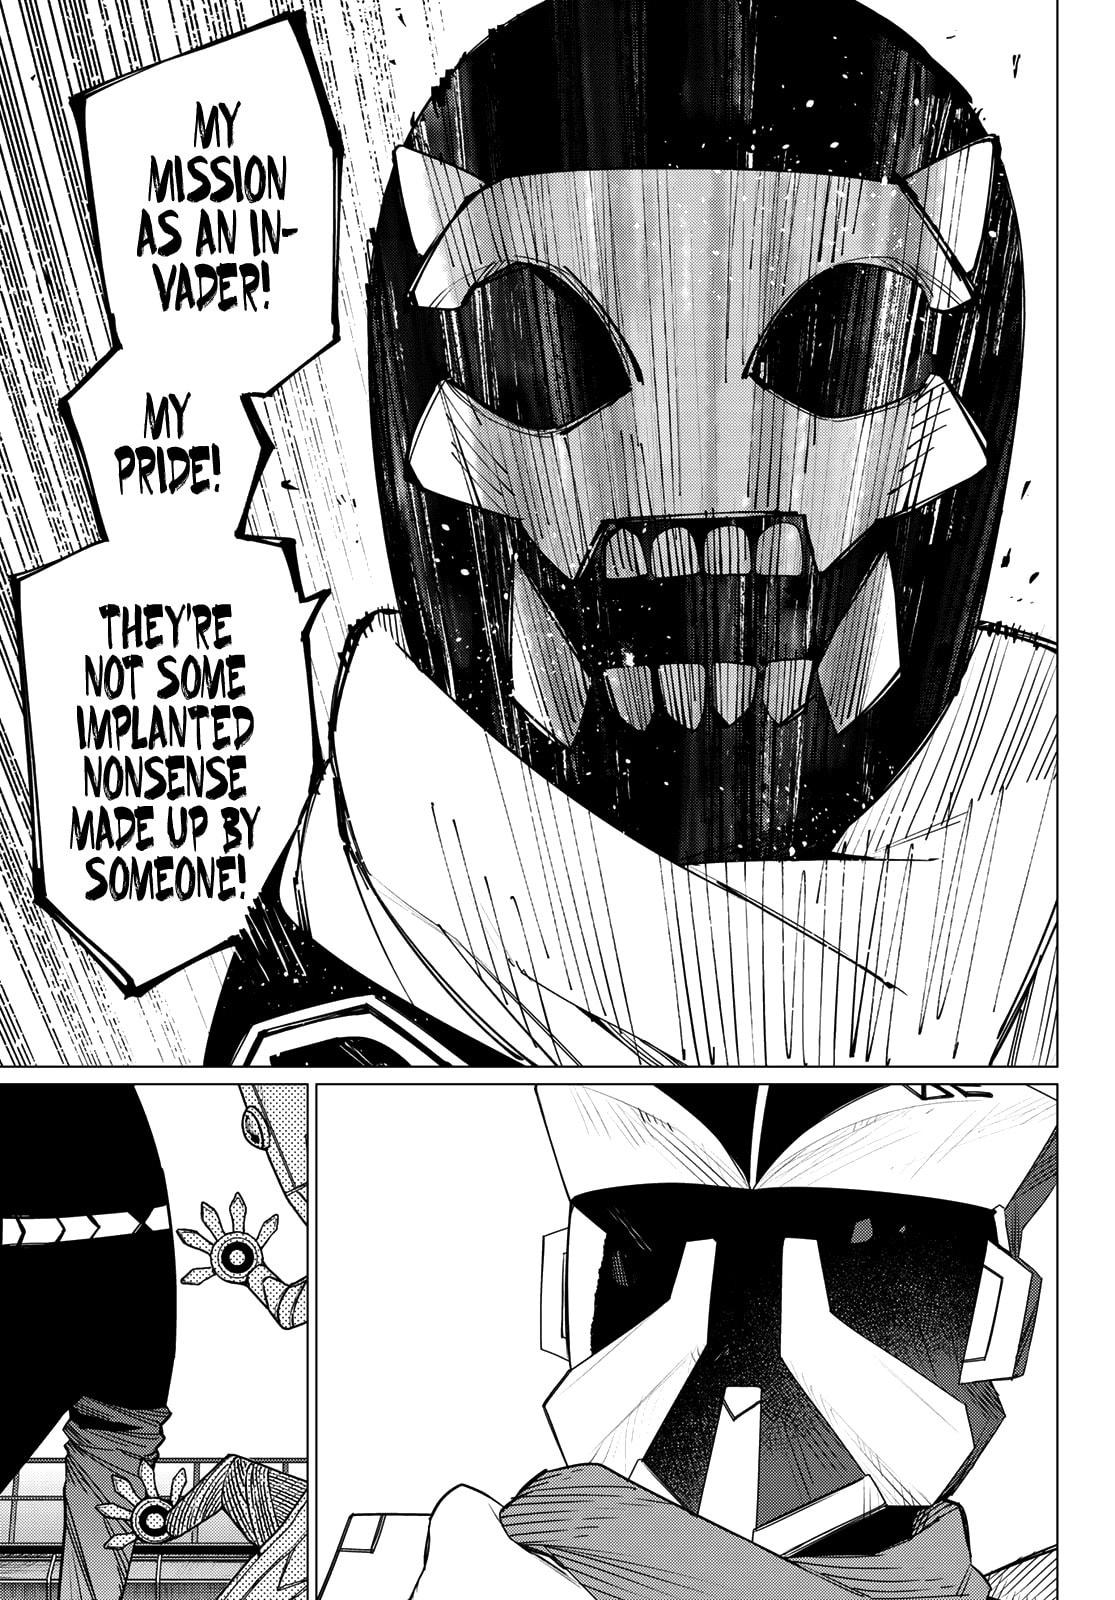 MY
MISSION
AS AN IN-
VADER!
MY
PRIDE!
THEY'RE
NOT SOME
IMPLANTED
NONSENSE
MADE UP BY
SOMEONE!